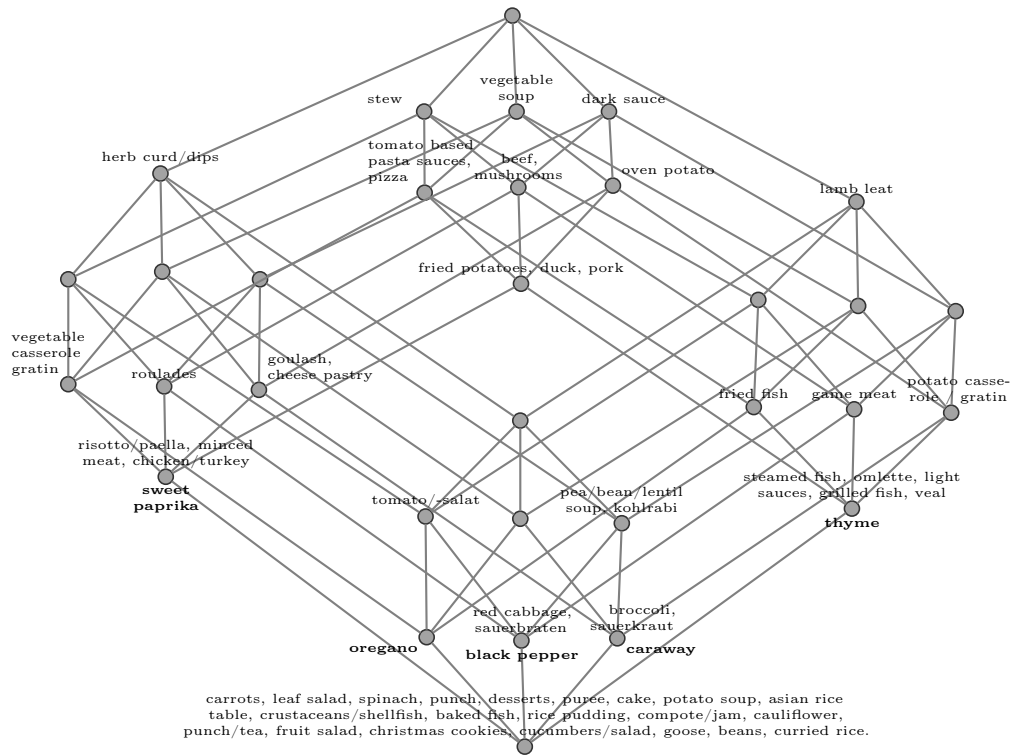 vegetable
soup
stew
dark sauce
tomato based
pasta sauces,
pizza
beef,
mushrooms
herb curd/dips
oven potato
lamb leat
fried potatoes, duck, pork
vegetable
casserole
gratin
goulash,
cheese pastry
roulades
fried fish
game meat
potato casse-
role / gratin
risotto/paella, minced
meat, chicken/turkey
sweet
paprika
tomato/-salat
pea/bean/lentil
soup, kohlrabi
steamed fish, omlette, light
sauces, grilled fish, veal
thyme
red cabbage,
sauerbraten
broccoli,
sauerkraut
oregano
black pepper
caraway
carrots, leaf salad, spinach, punch, desserts, puree, cake, potato soup, asian rice
table, crustaceans/shellfish, baked fish, rice pudding, compote/jam, cauliflower,
punch/tea, fruit salad, christmas cookies, cucumbers/salad, goose, beans, curried rice.